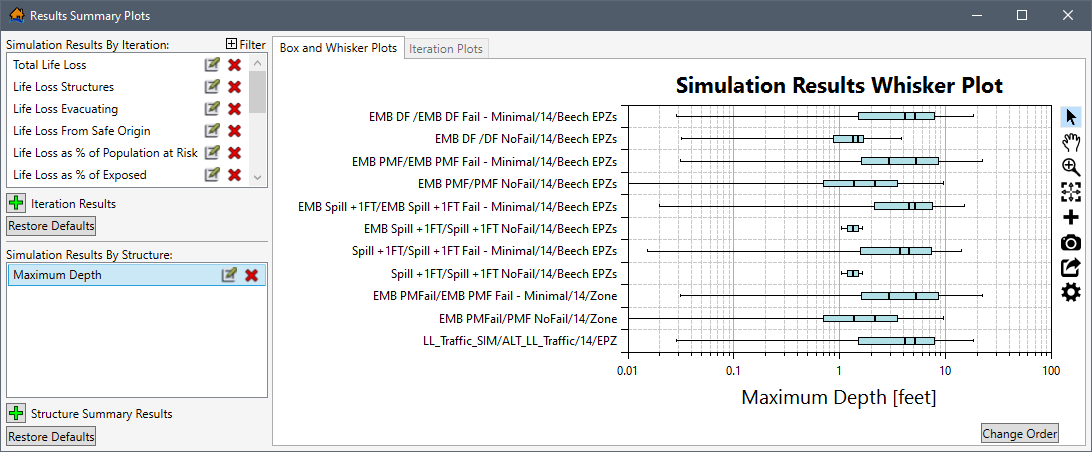 Results Summary Plots
Simulation Results By Iteration:
Filter
Total Life Loss
Life Loss Structures
Life Loss Evacuating
Life Loss From Safe Origin
Life Loss as % of Population at Risk
Life Loss as % of Exposed
Iteration Results
Restore Defaults
Simulation Results By Structure:
Maximum Depth
Structure Summary Results
Restore Defaults
Box and Whisker Plots
Iteration Plots
Simulation Results Whisker Plot
EMB DF /EMB DF Fail - Minimal/14/Beech EPZs
EMB DF /DF NoFail/14/Beech EPZs
EMB PMF/EMB PMF Fail - Minimal/14/Beech EPZs
EMB PMF/PMF NoFail/14/Beech EPZs
EMB Spill +1FT/EMB Spill +1FT Fail - Minimal/14/Beech EPZs
EMB Spill +1FT/Spill +1FT NoFail/14/Beech EPZs
Spill +1FT/Spill +1FT Fail - Minimal/14/Beech EPZs
Spill +1FT/Spill +1FT NoFail/14/Beech EPZs
EMB PMFail/EMB PMF Fail - Minimal/14/Zone
EMB PMFail/PMF NoFail/14/Zone
LL_Traffic_SIM/ALT_LL_Traffic/14/EPZ
0.01 0.1 1 10 100
Maximum Depth [feet]
Change Order